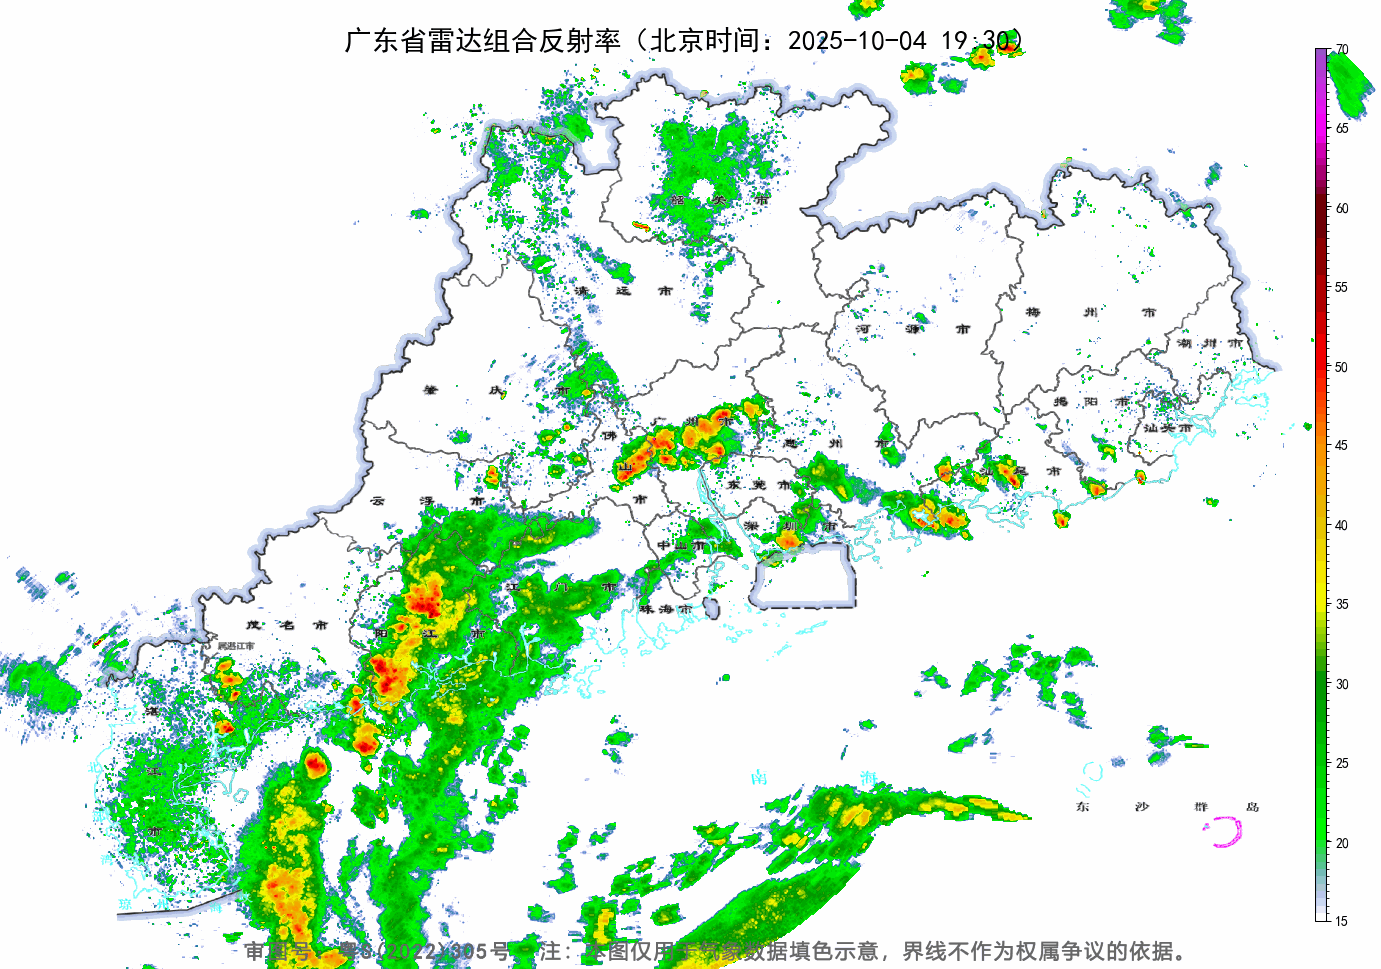 广东省雷达组合反射率（北京时间：2025-10-04 19:30）
70
65
60
55
50
45
40
35
30
25
20
15
韶 关 市
清 远 市
梅 州 市
河 源 市
潮 州 市
肇 庆 市
揭 阳 市
汕头市
广 州 市
佛 山 市
惠 州 市
汕 尾 市
云 浮 市
东 莞 市
深 圳 市
中山市
江 门 市
珠海市
茂 名 市
阳 江 市
属湛江市
湛 江 市
南 海
东 沙 群 岛
琼 州 海
审图号：粤S(2022)305号 注：本图仅用于气象数据填色示意，界线不作为权属争议的依据。